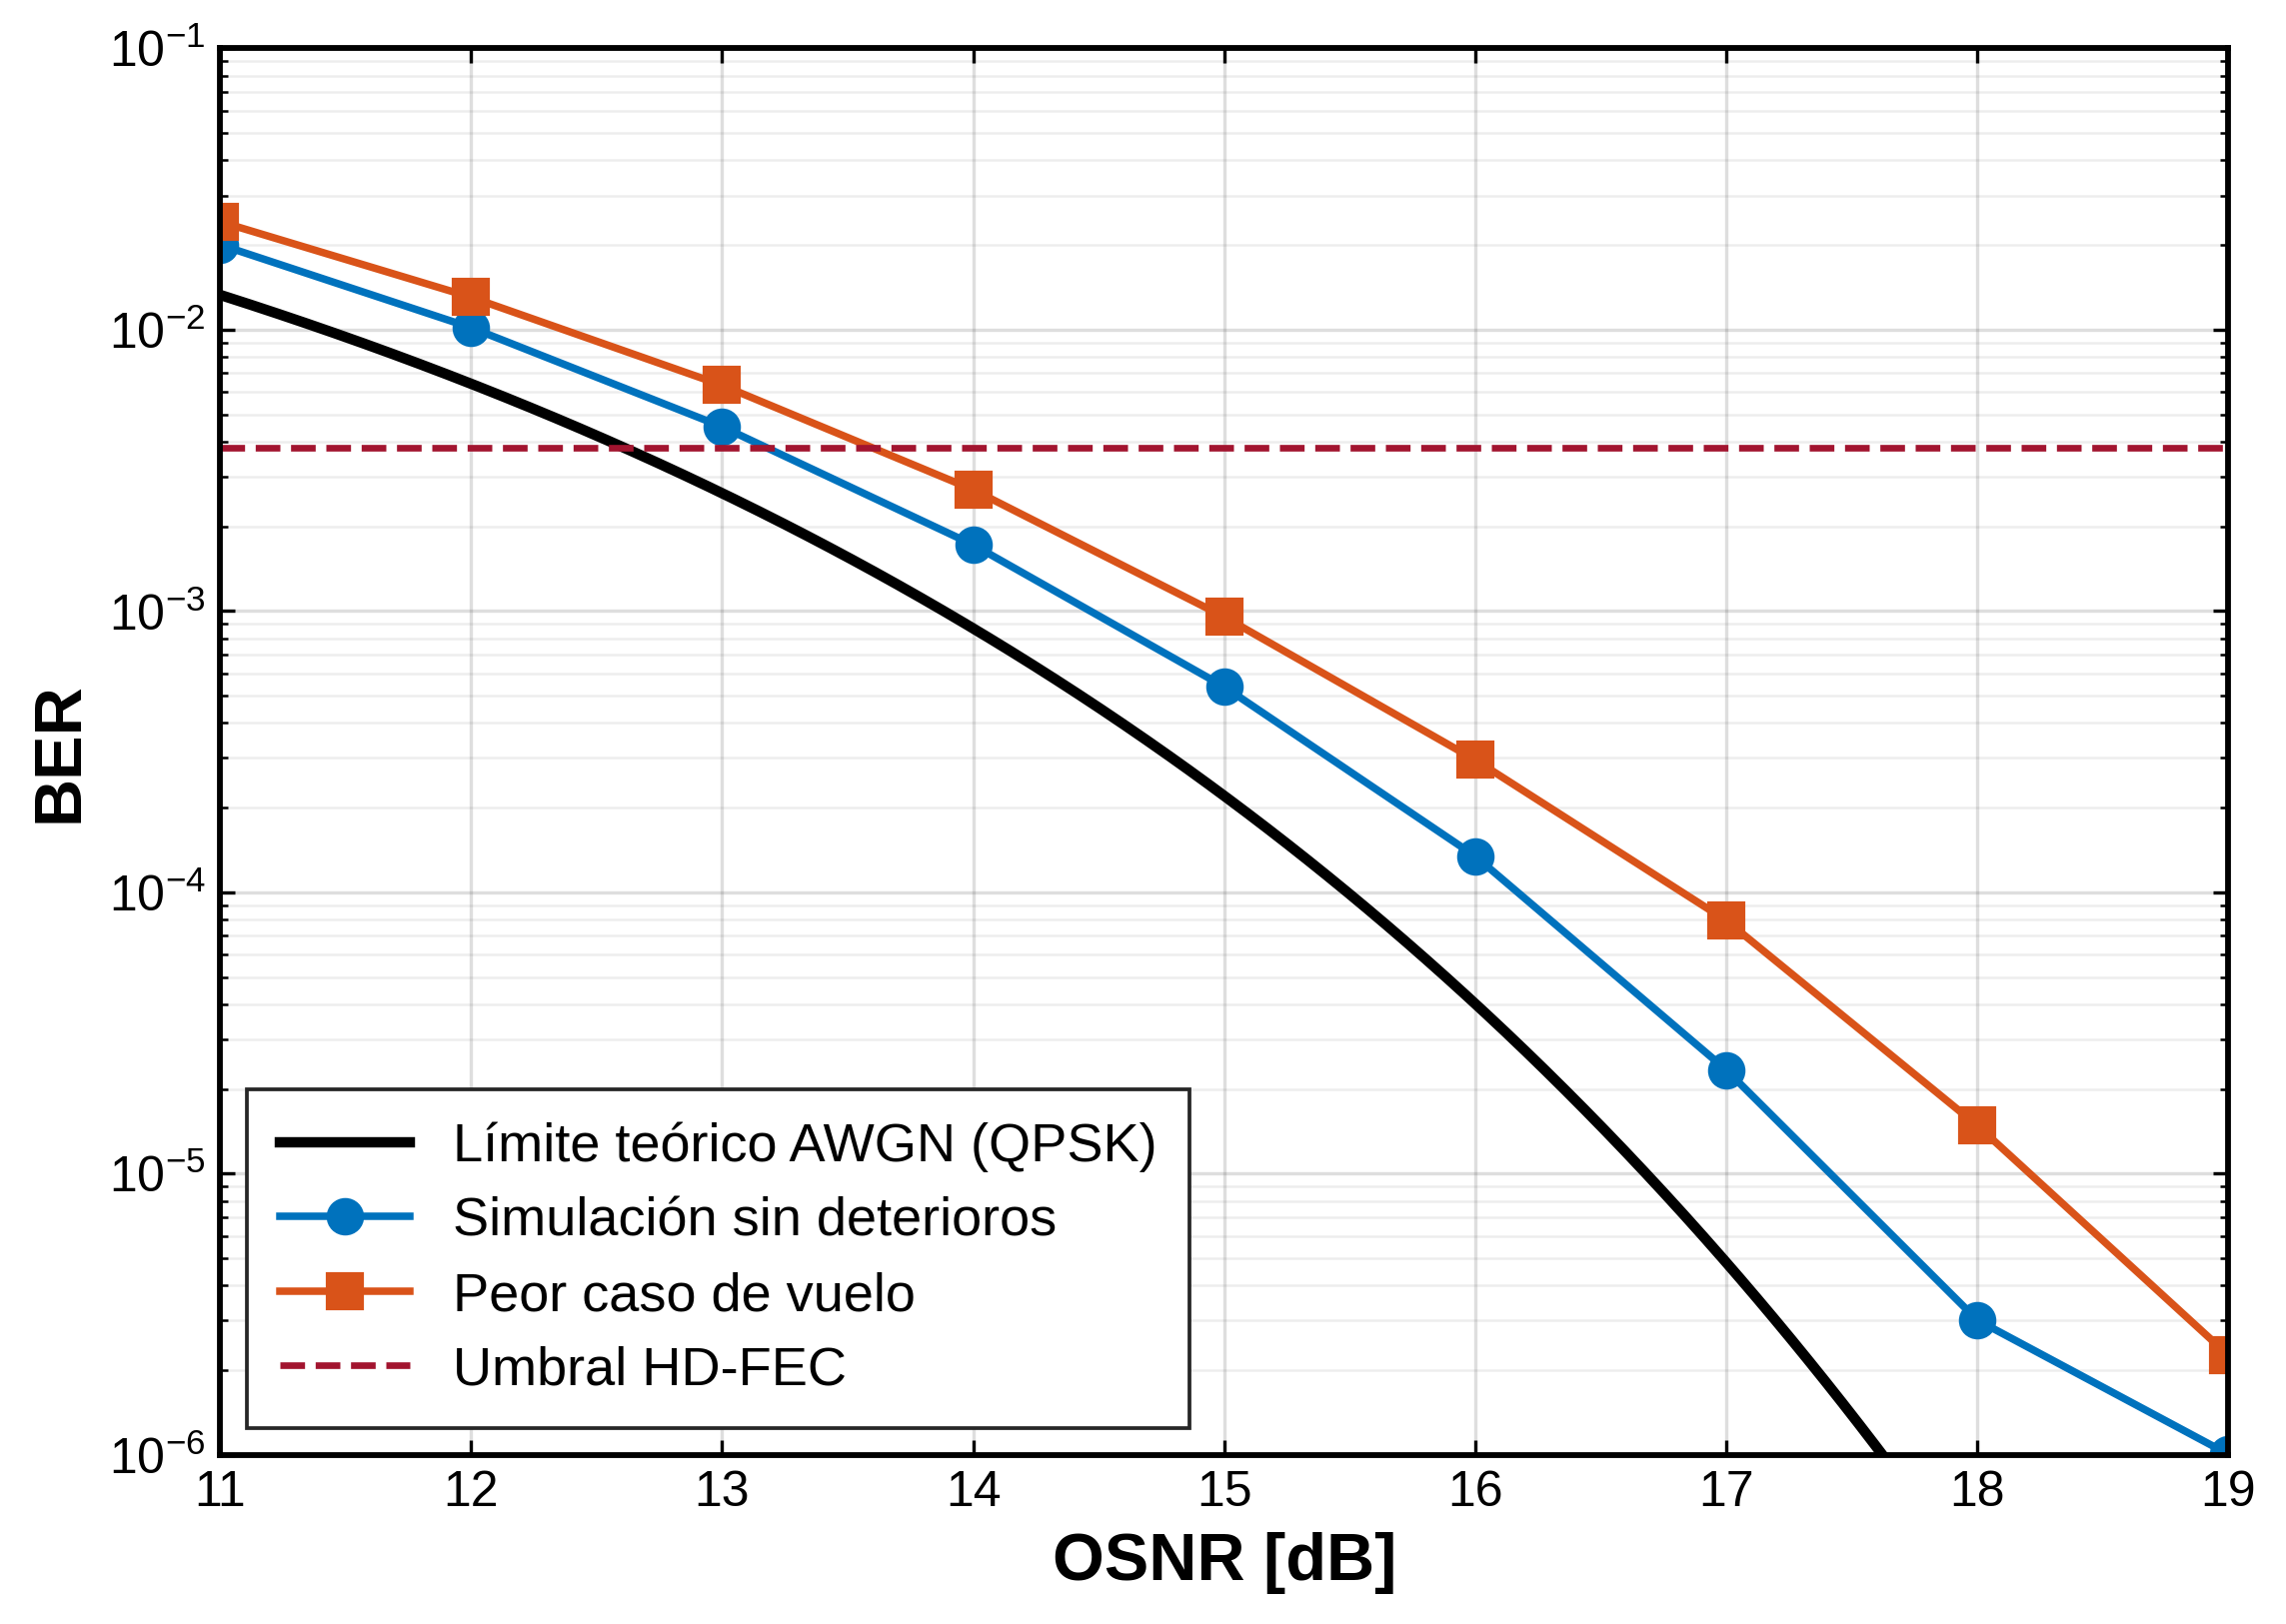 10⁻¹
10⁻²
10⁻³
10⁻⁴
10⁻⁵
10⁻⁶
BER
Límite teórico AWGN (QPSK)
Simulación sin deterioros
Peor caso de vuelo
Umbral HD-FEC
11 12 13 14 15 16 17 18 19
OSNR [dB]